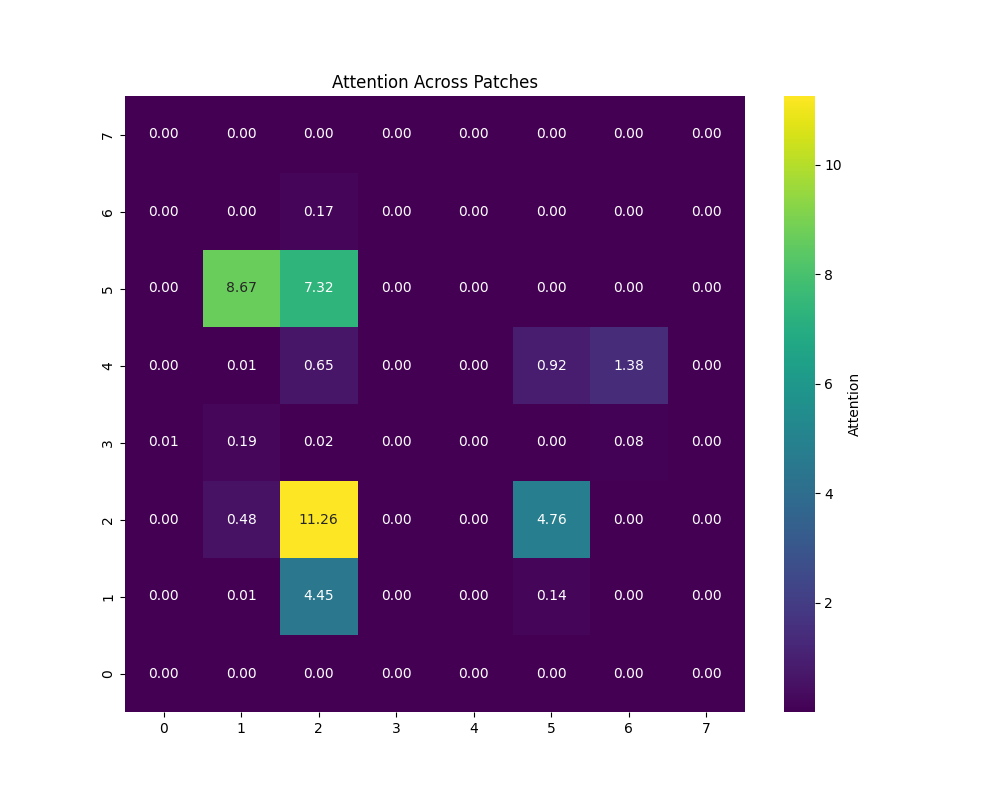 Attention Across Patches
7 0.00 0.00 0.00 0.00 0.00 0.00 0.00 0.00
6 0.00 0.00 0.17 0.00 0.00 0.00 0.00 0.00
5 0.00 8.67 7.32 0.00 0.00 0.00 0.00 0.00
4 0.00 0.01 0.65 0.00 0.00 0.92 1.38 0.00
3 0.01 0.19 0.02 0.00 0.00 0.00 0.08 0.00
2 0.00 0.48 11.26 0.00 0.00 4.76 0.00 0.00
1 0.00 0.01 4.45 0.00 0.00 0.14 0.00 0.00
0 0.00 0.00 0.00 0.00 0.00 0.00 0.00 0.00
0 1 2 3 4 5 6 7
10
8
6
4
2
Attention